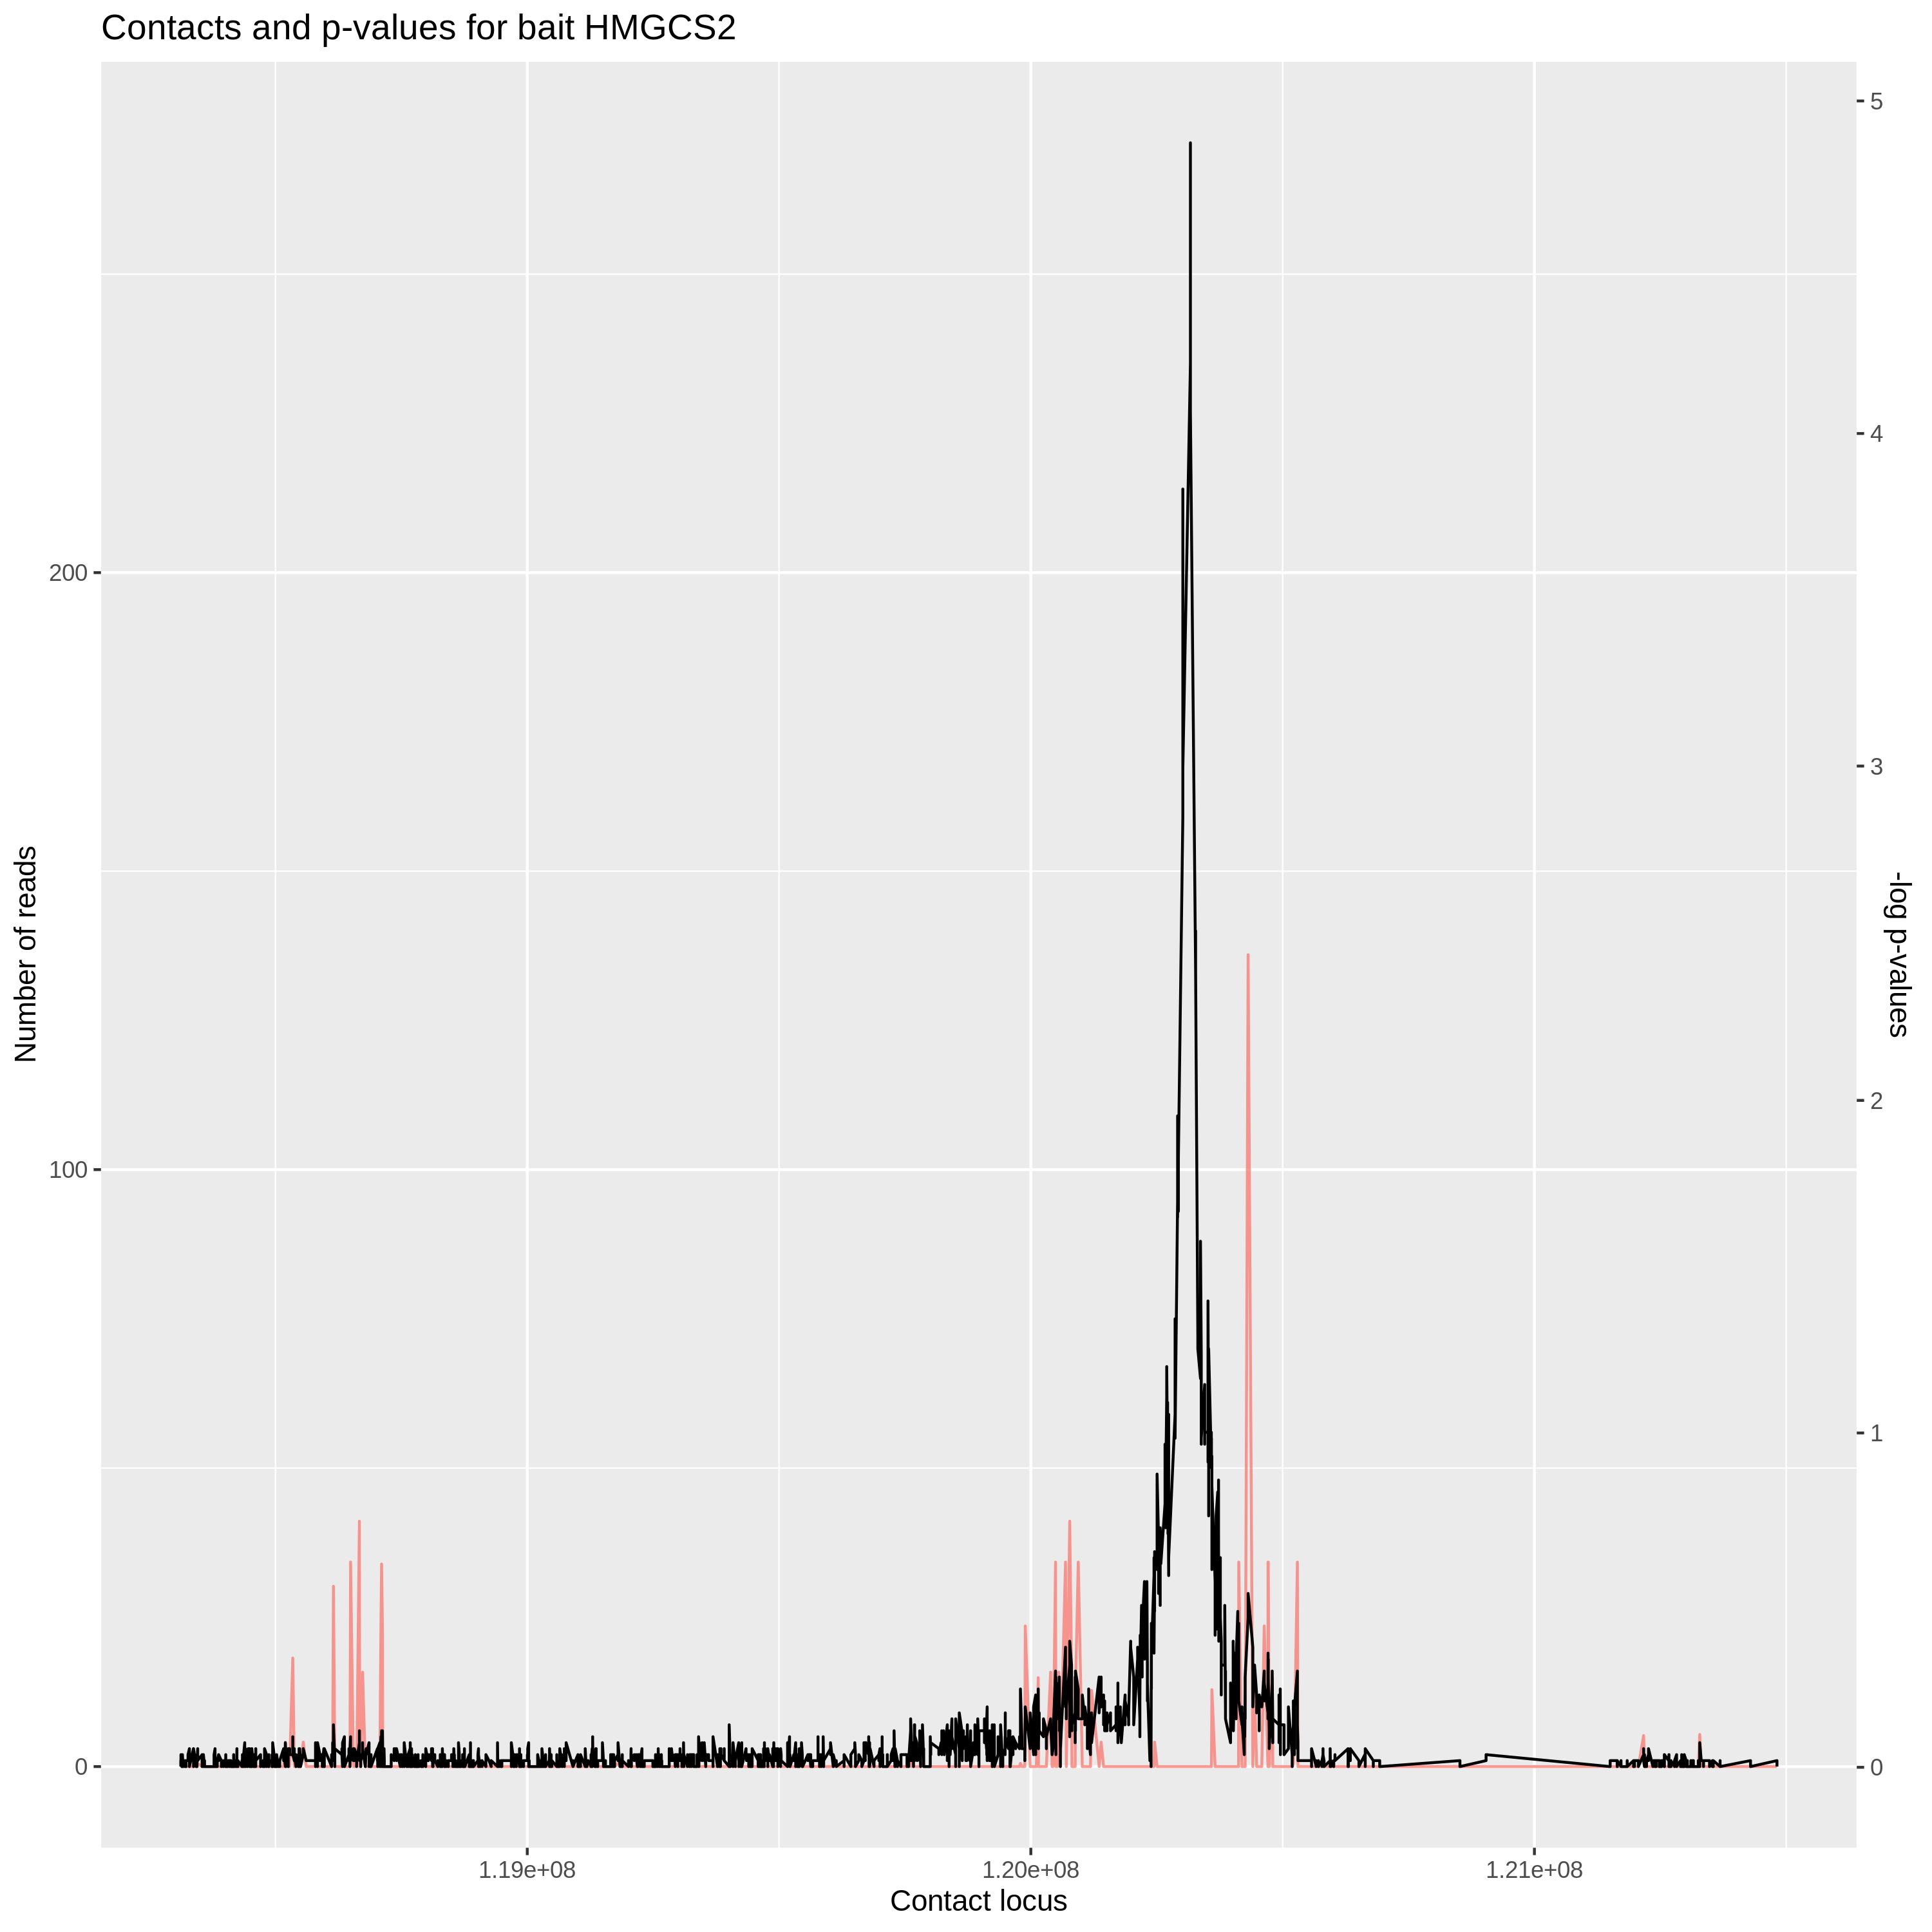 Contacts and p-values for bait HMGCS2
Number of reads
200
100
0
5
4
3
2
1
0
-log p-values
1.19e+08
1.20e+08
1.21e+08
Contact locus